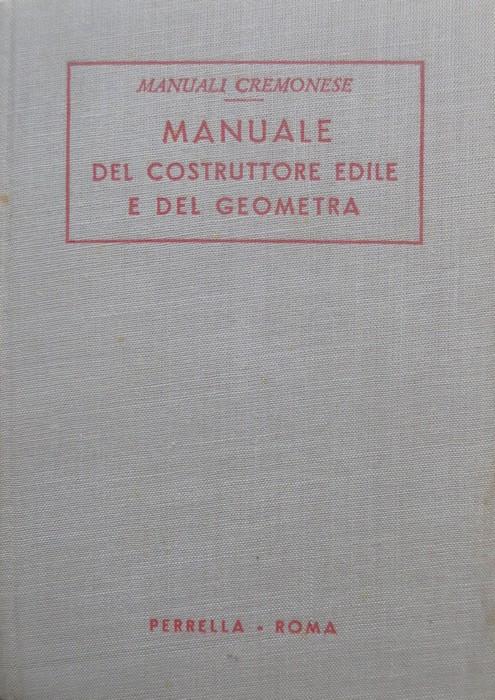 MANUALI CREMONESE
MANUALE
DEL COSTRUTTORE EDILE
E DEL GEOMETRA
PERRELLA - ROMA